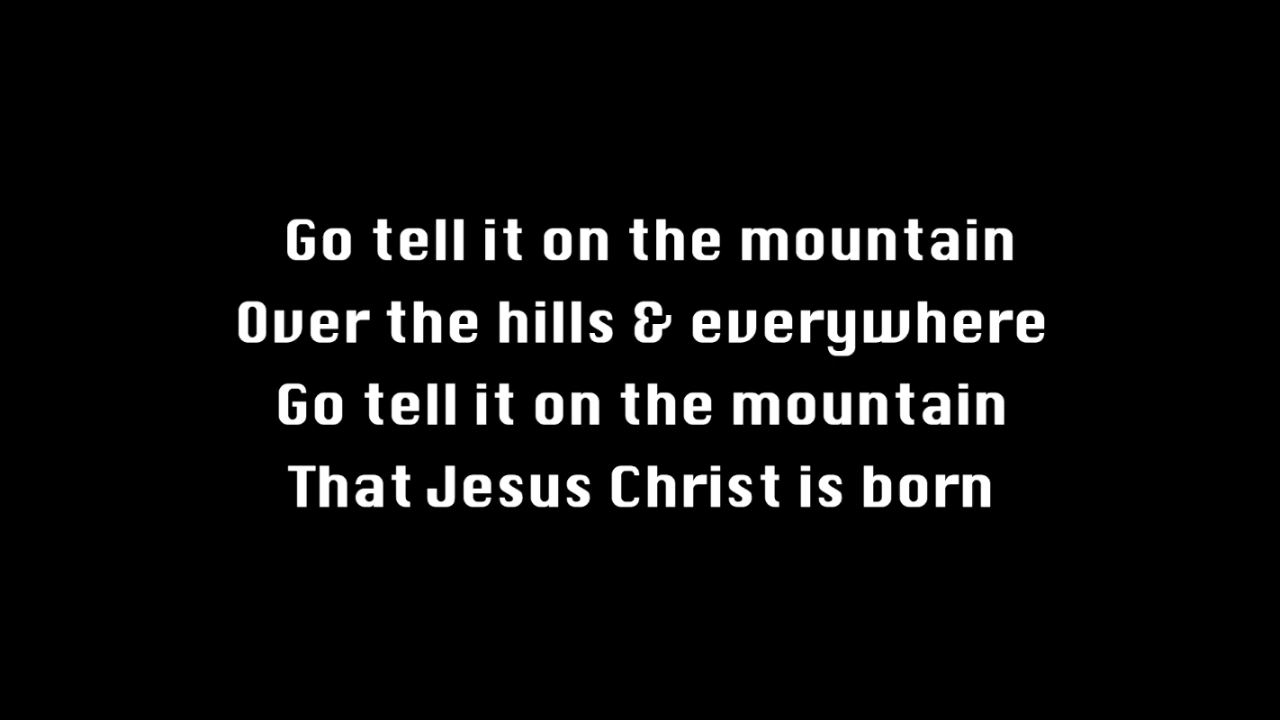 Go tell it on the mountain
Over the hills & everywhere
Go tell it on the mountain
That Jesus Christ is born